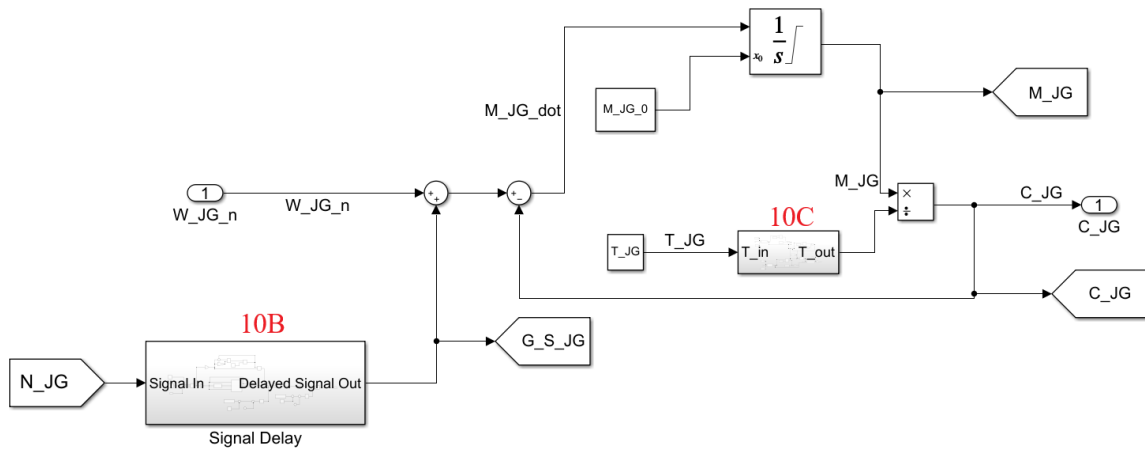 1
s
x0
M_JG_0
M_JG
M_JG_dot
1
W_JG_n
W_JG_n
+
+
+
−
M_JG
×
÷
C_JG
1
C_JG
10C
T_JG
T_JG
T_in
T_out
C_JG
10B
G_S_JG
N_JG
Signal In
Delayed Signal Out
Signal Delay